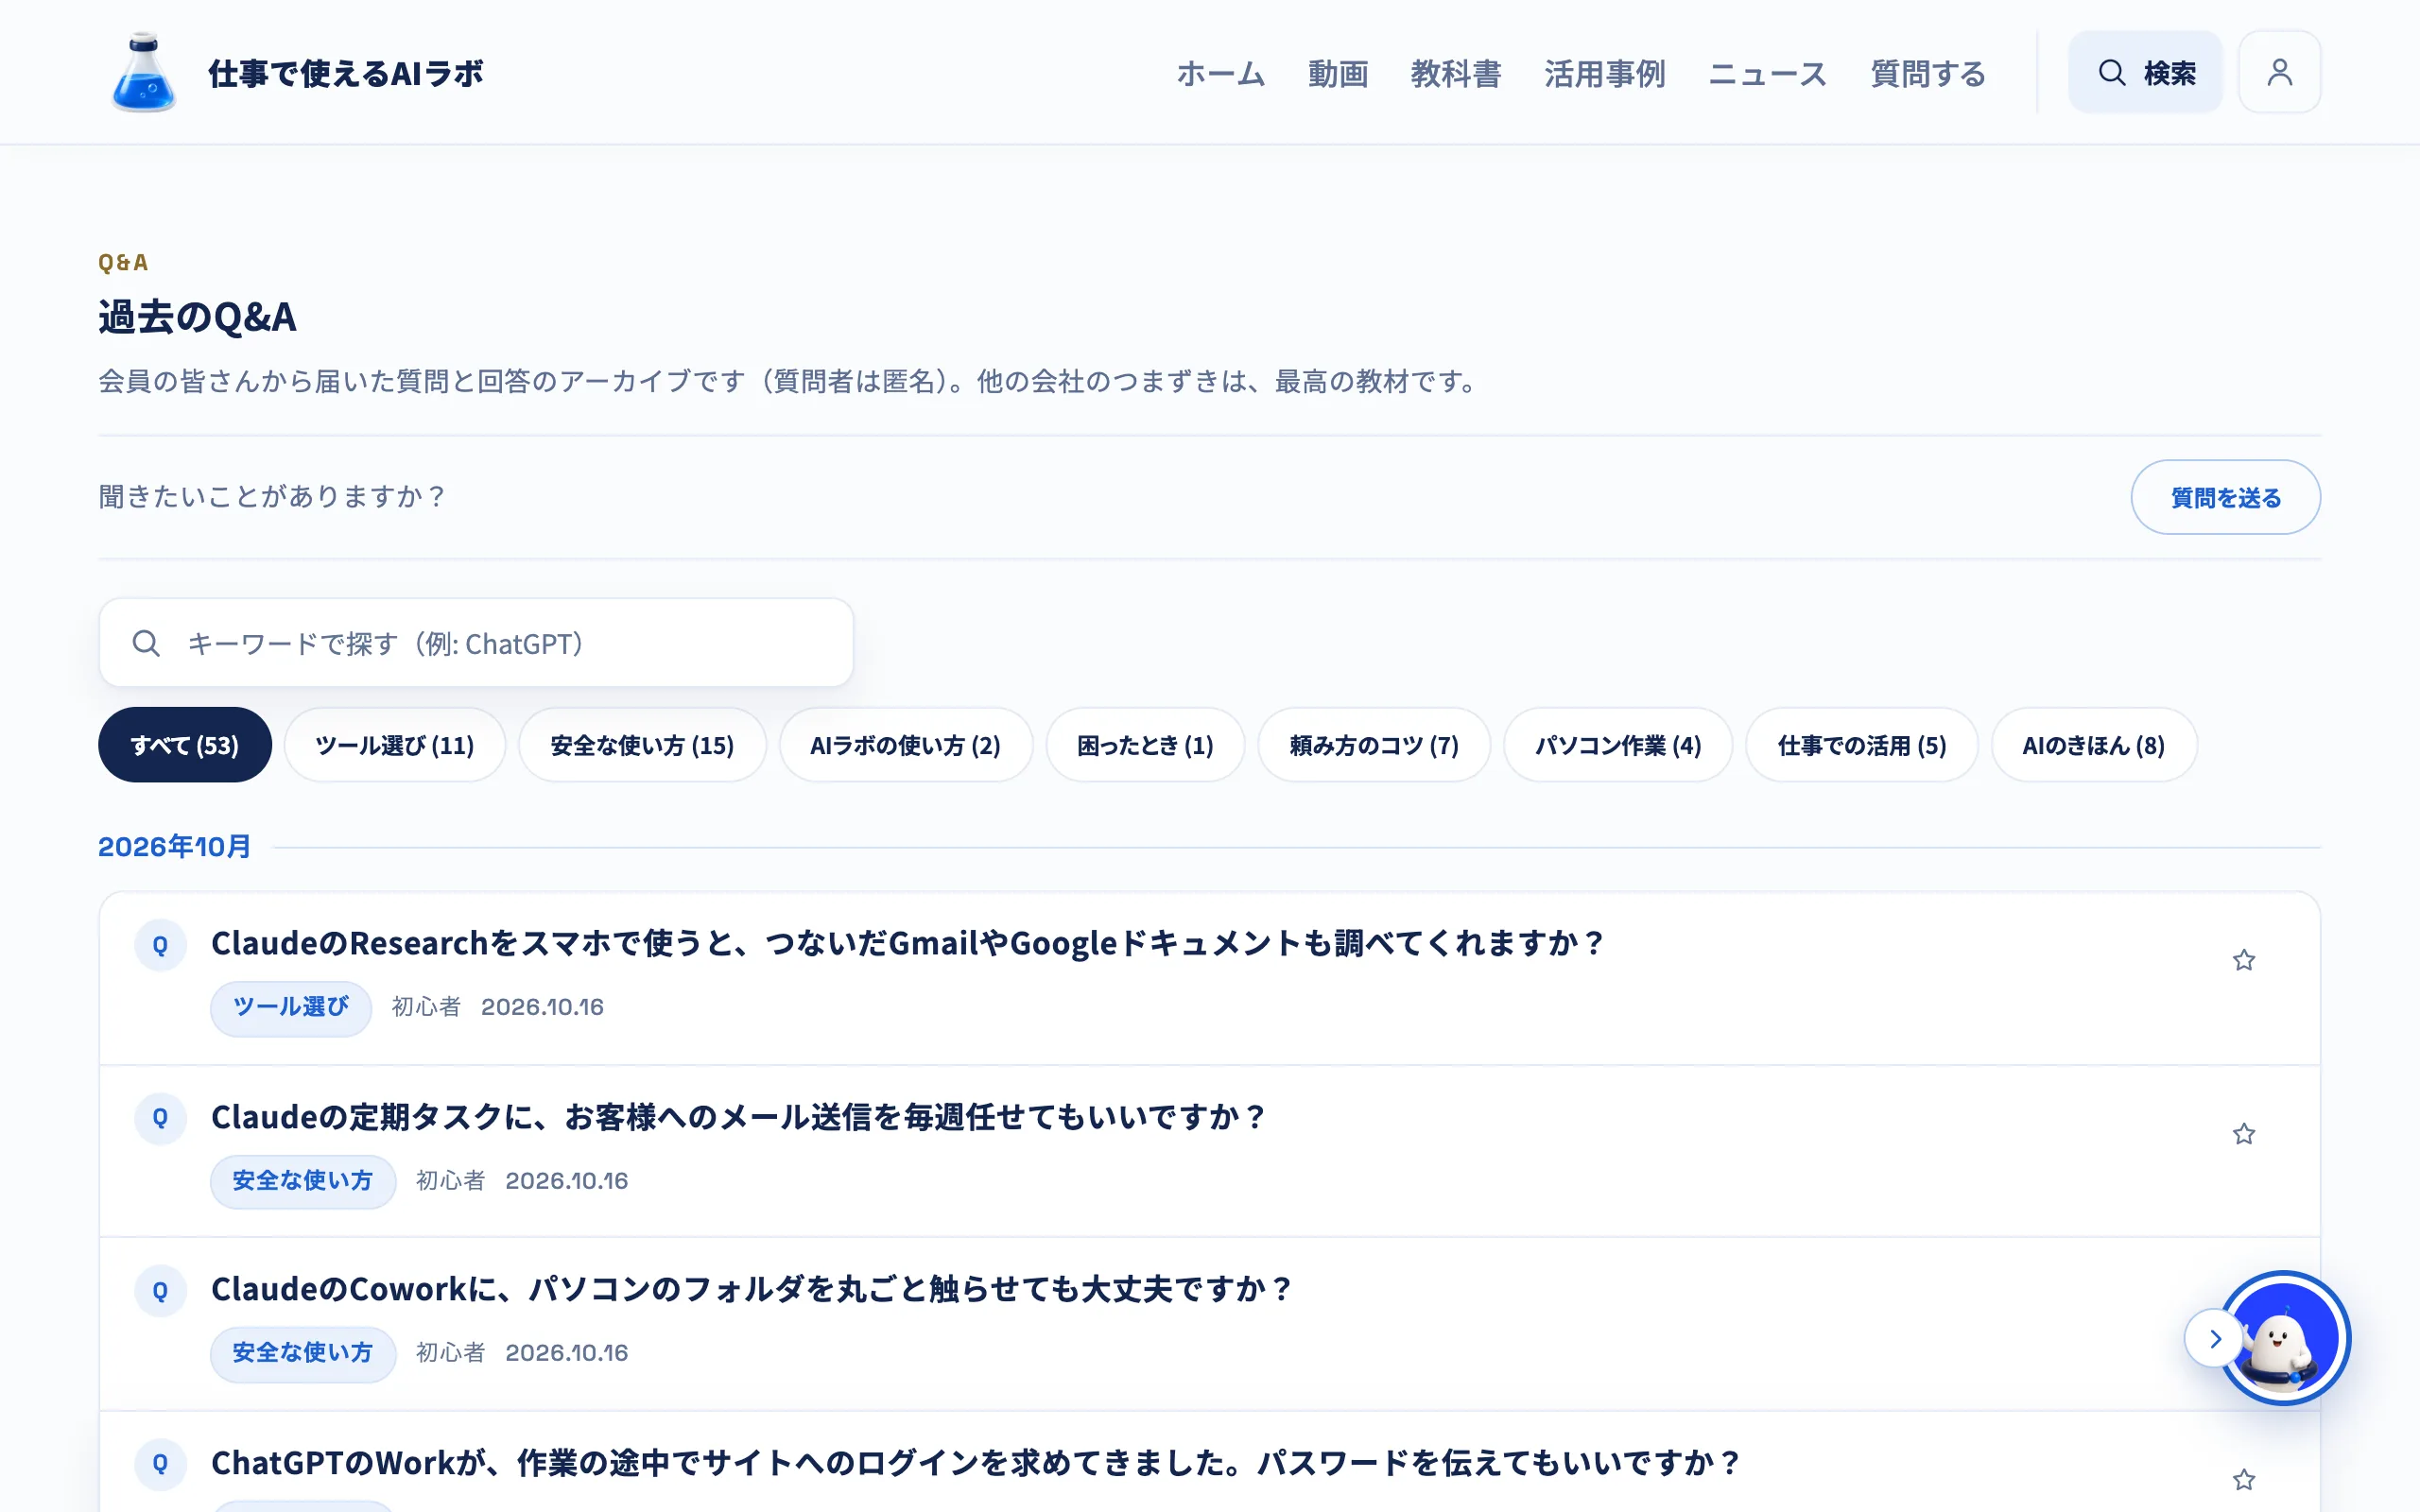 仕事で使えるAIラボ
ホーム 動画 教科書 活用事例 ニュース 質問する 検索
Q&A
過去のQ&A
会員の皆さんから届いた質問と回答のアーカイブです（質問者は匿名）。他の会社のつまずきは、最高の教材です。
聞きたいことがありますか？ 質問を送る
キーワードで探す（例: ChatGPT）
すべて (53) ツール選び (11) 安全な使い方 (15) AIラボの使い方 (2) 困ったとき (1) 頼み方のコツ (7) パソコン作業 (4) 仕事での活用 (5) AIのきほん (8)
2026年10月
Q ClaudeのResearchをスマホで使うと、つないだGmailやGoogleドキュメントも調べてくれますか？
ツール選び 初心者 2026.10.16
Q Claudeの定期タスクに、お客様へのメール送信を毎週任せてもいいですか？
安全な使い方 初心者 2026.10.16
Q ClaudeのCoworkに、パソコンのフォルダを丸ごと触らせても大丈夫ですか？
安全な使い方 初心者 2026.10.16
Q ChatGPTのWorkが、作業の途中でサイトへのログインを求めてきました。パスワードを伝えてもいいですか？